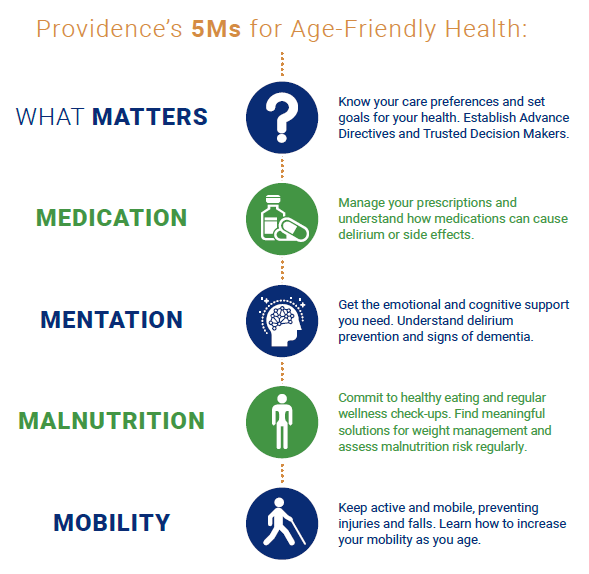 Providence’s 5Ms for Age-Friendly Health:
WHAT MATTERS
Know your care preferences and set
goals for your health. Establish Advance
Directives and Trusted Decision Makers.
MEDICATION
Manage your prescriptions and
understand how medications can cause
delirium or side effects.
MENTATION
Get the emotional and cognitive support
you need. Understand delirium
prevention and signs of dementia.
MALNUTRITION
Commit to healthy eating and regular
wellness check-ups. Find meaningful
solutions for weight management and
assess malnutrition risk regularly.
MOBILITY
Keep active and mobile, preventing
injuries and falls. Learn how to increase
your mobility as you age.